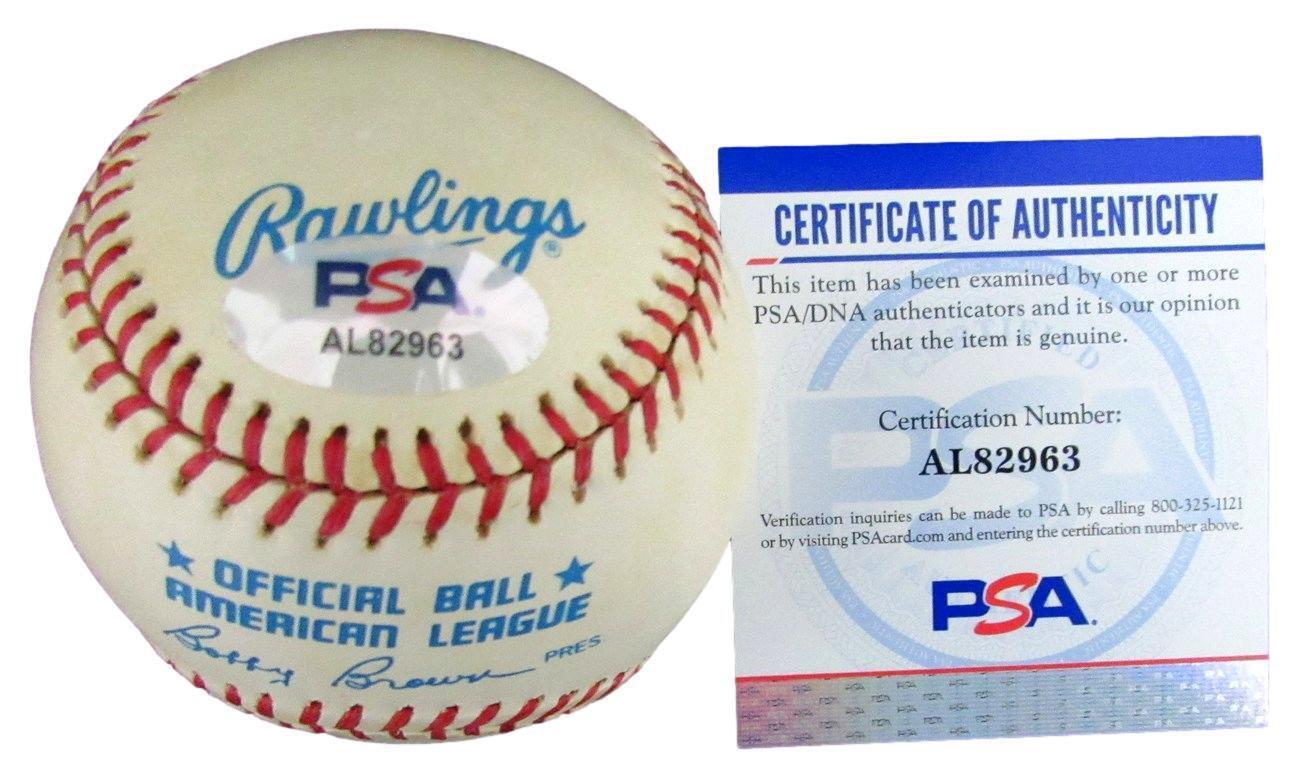 Rawlings®
PSA.
AL82963
★ OFFICIAL BALL ★
AMERICAN LEAGUE
Bobby Brown PRES
CERTIFICATE OF AUTHENTICITY
This item has been examined by one or more
PSA/DNA authenticators and it is our opinion
that the item is genuine.
Certification Number:
AL82963
Verification inquiries can be made to PSA by calling 800-325-1121
or by visiting PSAcard.com and entering the certification number above.
PSA.